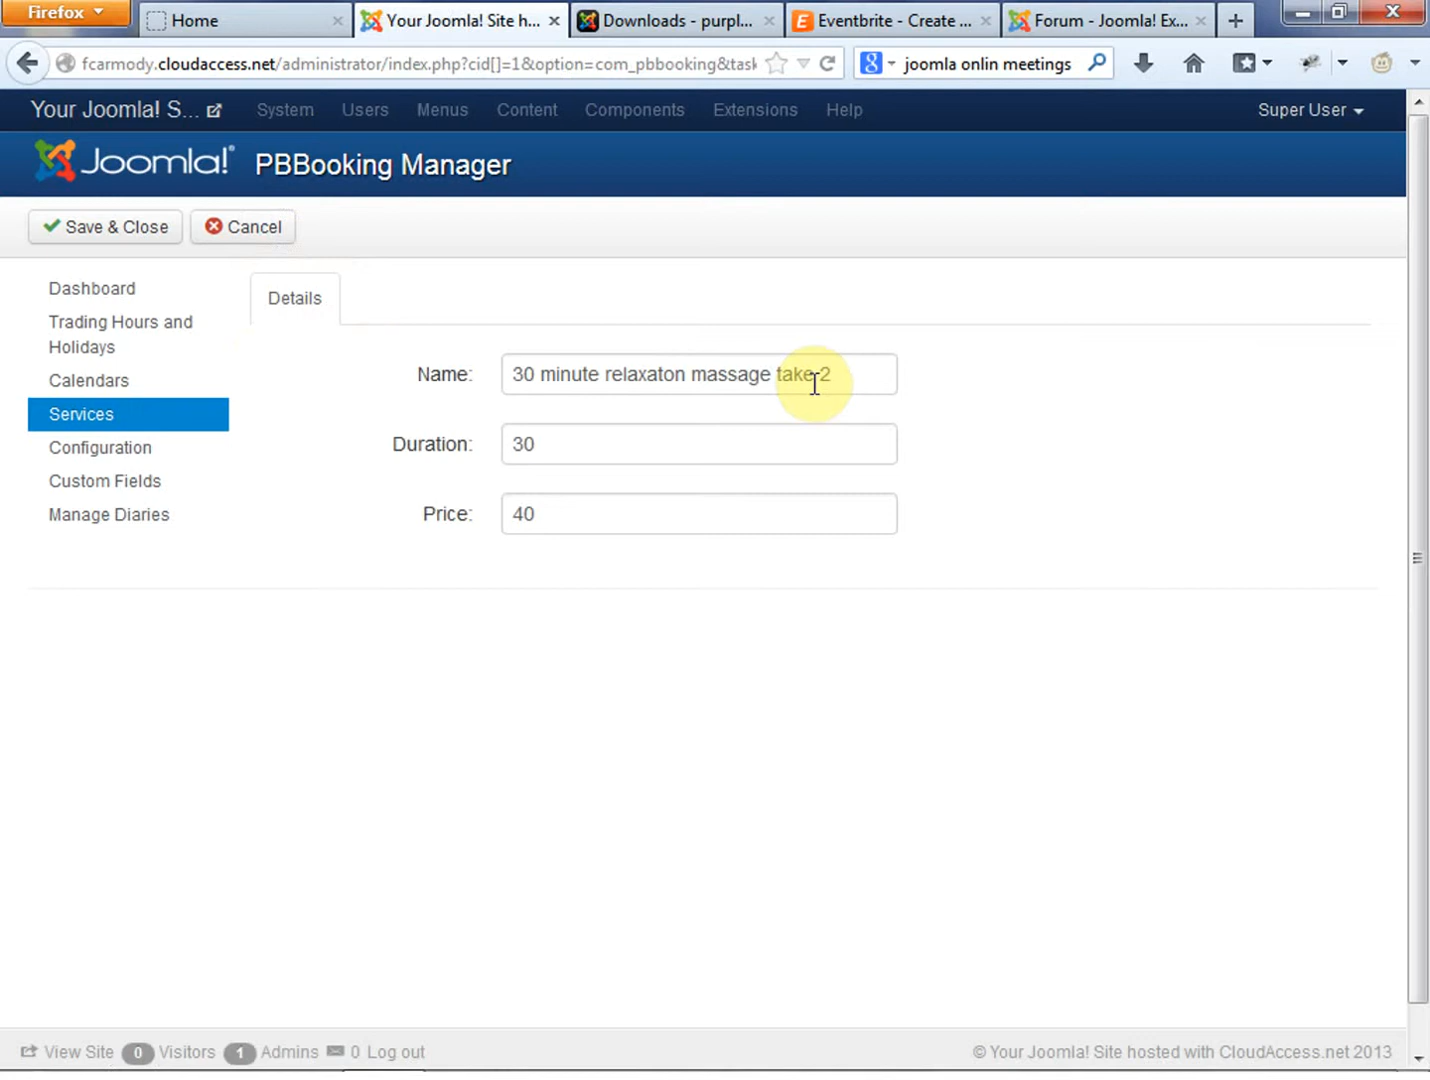 Firefox
Home
Your Joomla! Site h...
Downloads - purpl...
Eventbrite - Create ...
Forum - Joomla! Ex...
fcarmody.cloudaccess.net/administrator/index.php?cid[]=1&option=com_pbbooking&task
joomla onlin meetings
Your Joomla! S...
System
Users
Menus
Content
Components
Extensions
Help
Super User
Joomla!
PBBooking Manager
Save & Close
Cancel
Dashboard
Trading Hours and
Holidays
Calendars
Services
Configuration
Custom Fields
Manage Diaries
Details
Name: 30 minute relaxaton massage take 2
Duration: 30
Price: 40
View Site 0 Visitors 1 Admins 0 Log out
© Your Joomla! Site hosted with CloudAccess.net 2013